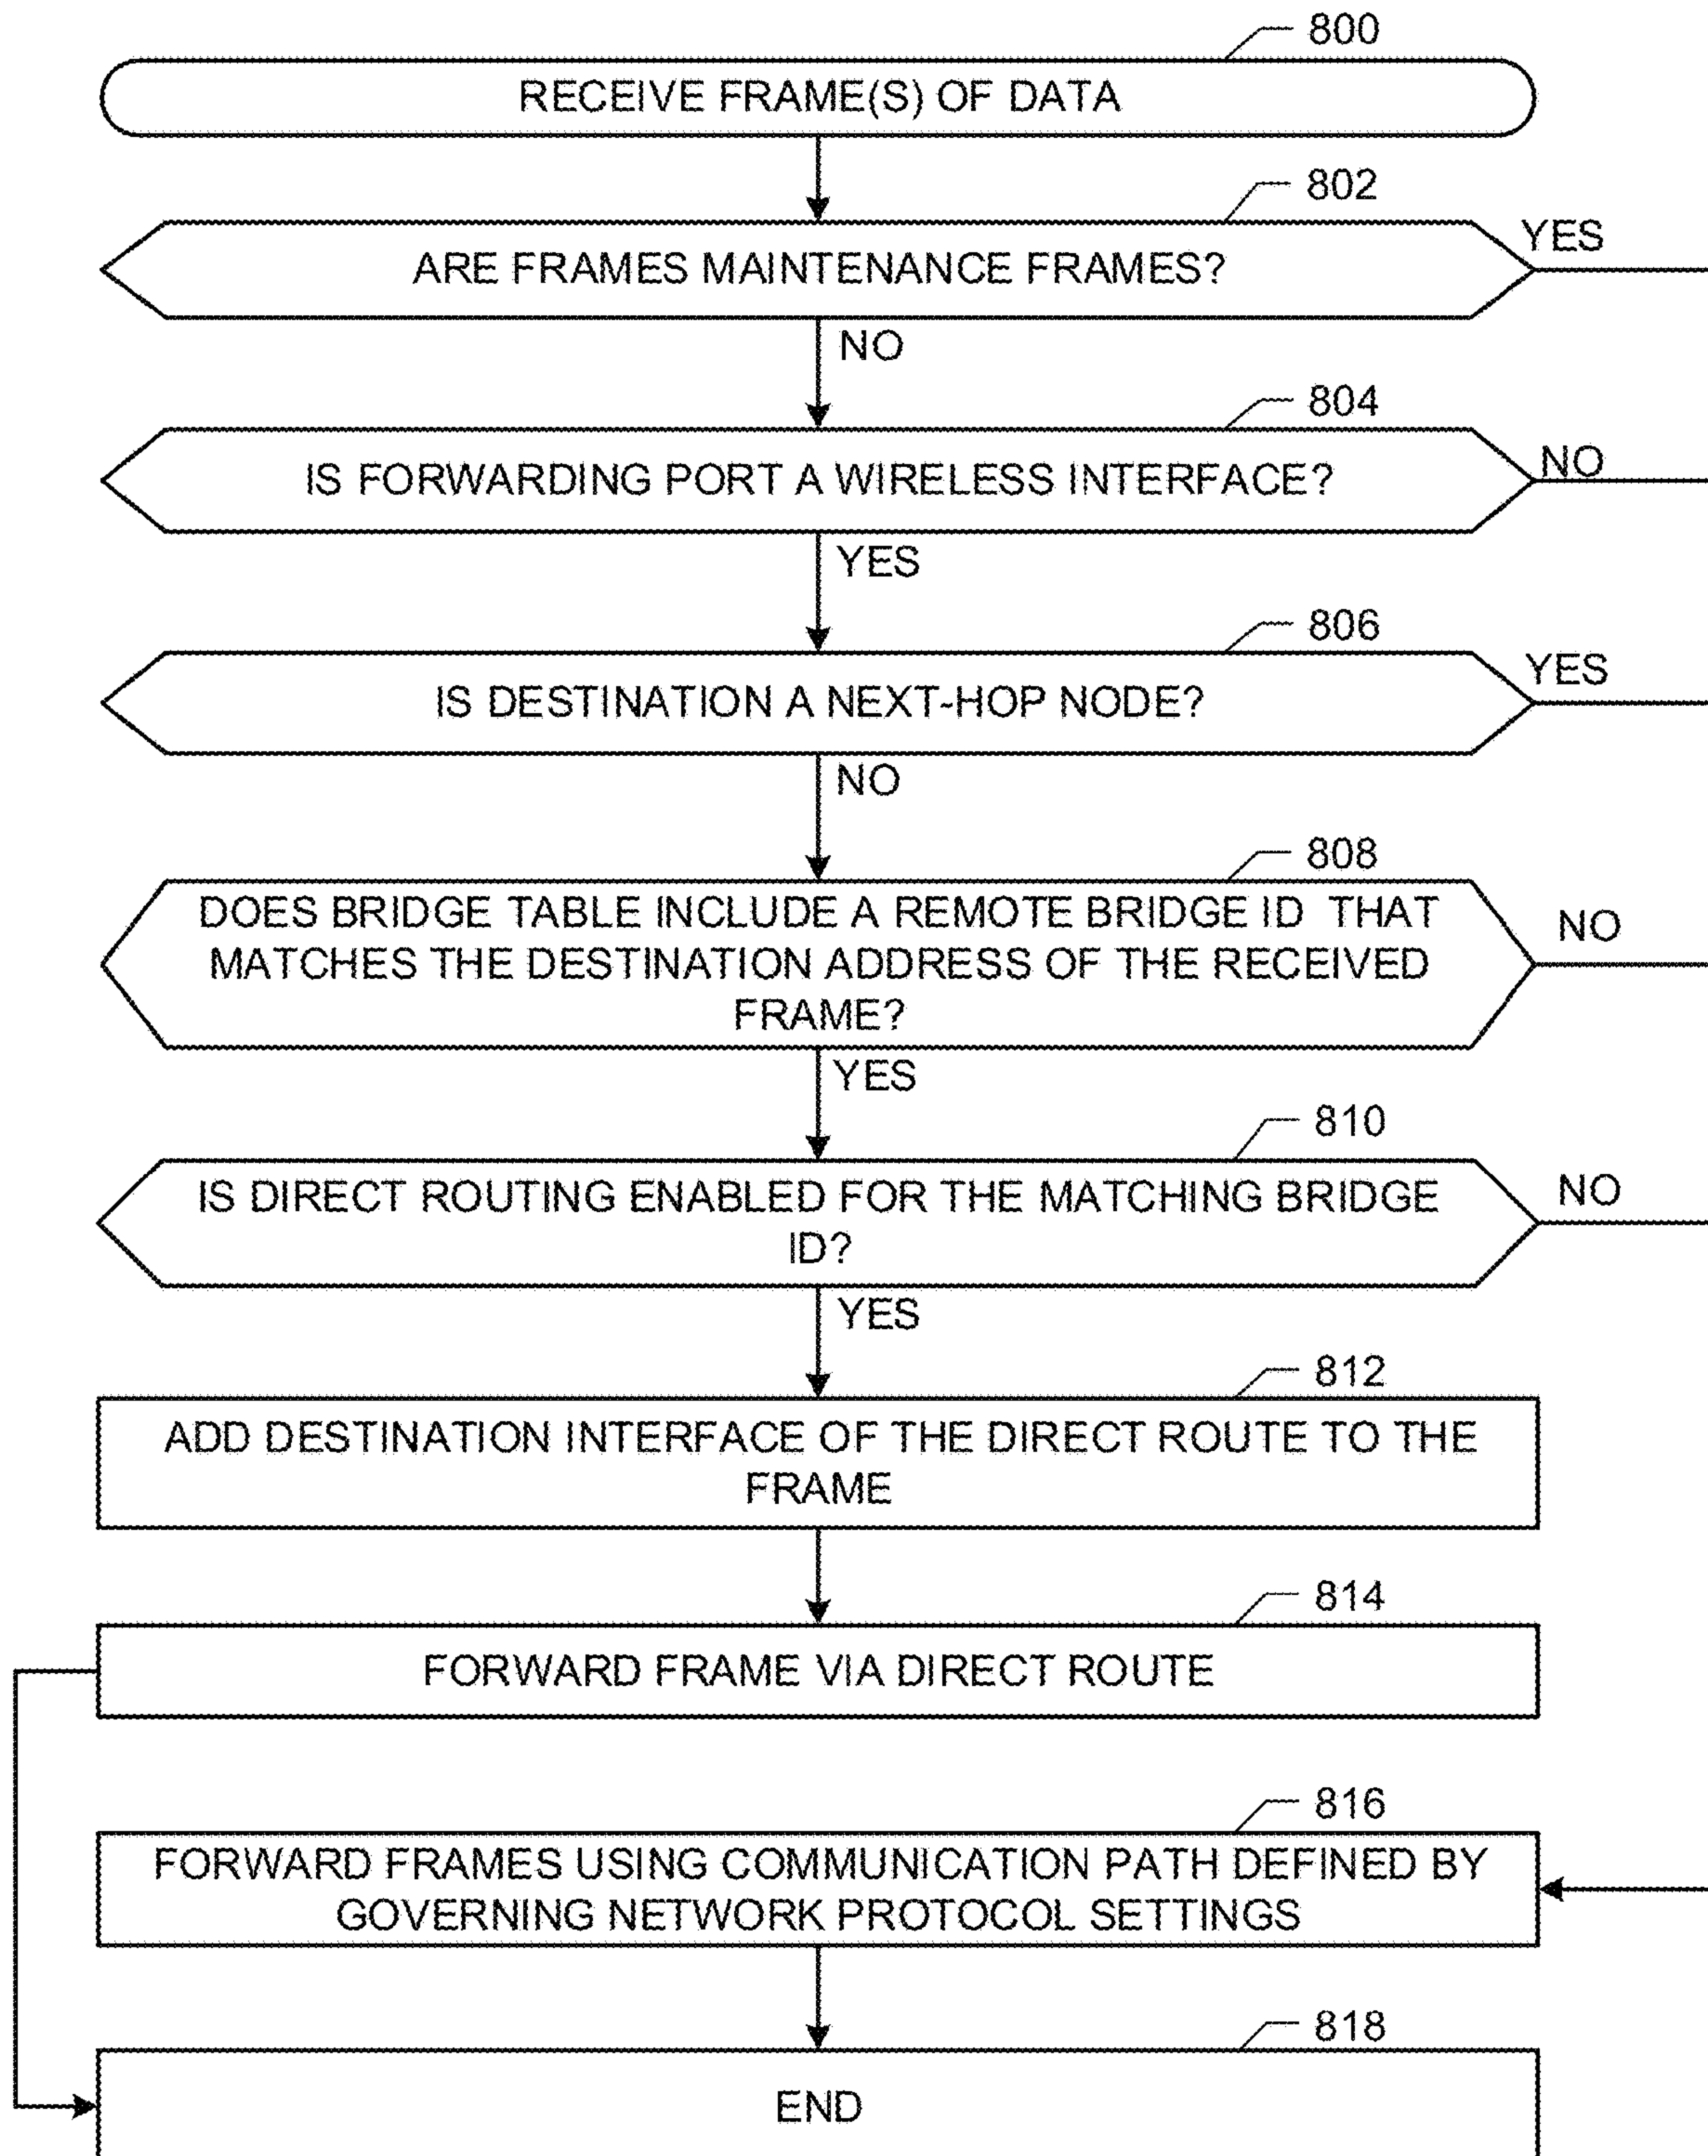 800
RECEIVE FRAME(S) OF DATA
802
ARE FRAMES MAINTENANCE FRAMES?
YES
NO
804
IS FORWARDING PORT A WIRELESS INTERFACE?
NO
YES
806
IS DESTINATION A NEXT-HOP NODE?
YES
NO
808
DOES BRIDGE TABLE INCLUDE A REMOTE BRIDGE ID THAT
MATCHES THE DESTINATION ADDRESS OF THE RECEIVED
FRAME?
NO
YES
810
IS DIRECT ROUTING ENABLED FOR THE MATCHING BRIDGE
ID?
NO
YES
812
ADD DESTINATION INTERFACE OF THE DIRECT ROUTE TO THE
FRAME
814
FORWARD FRAME VIA DIRECT ROUTE
816
FORWARD FRAMES USING COMMUNICATION PATH DEFINED BY
GOVERNING NETWORK PROTOCOL SETTINGS
818
END